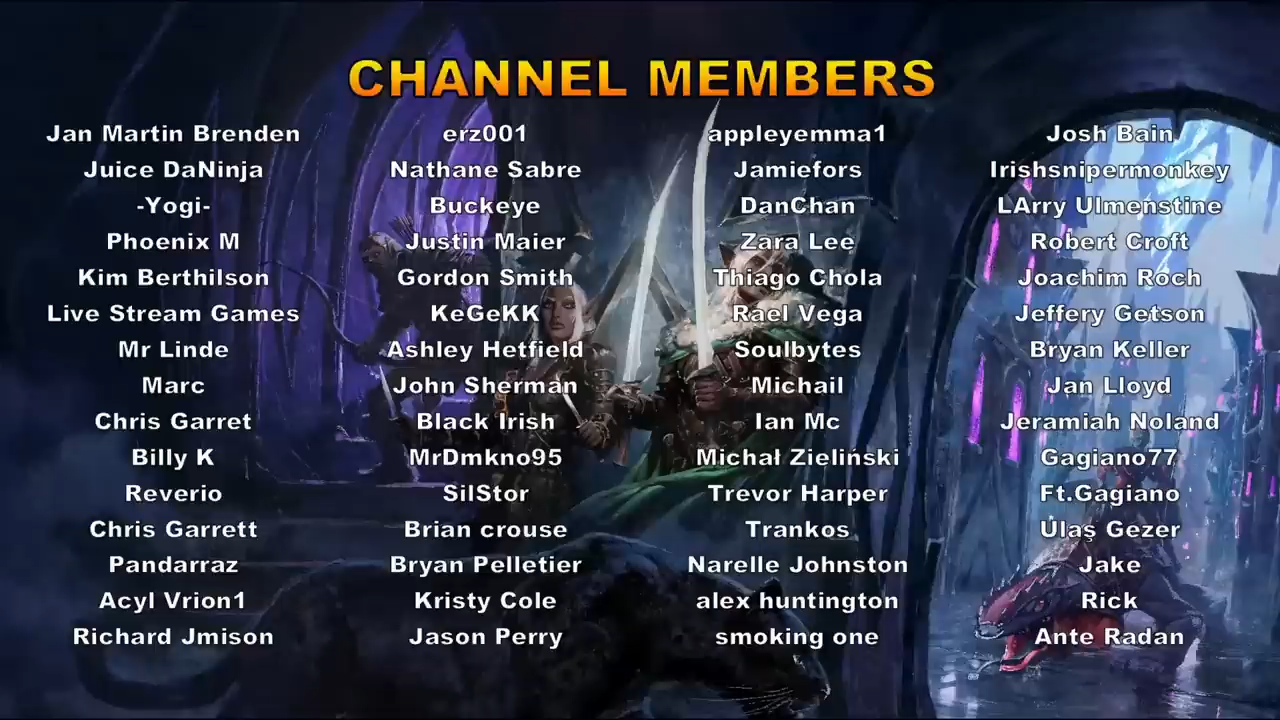 CHANNEL MEMBERS
Jan Martin Brenden
Juice DaNinja
-Yogi-
Phoenix M
Kim Berthilson
Live Stream Games
Mr Linde
Marc
Chris Garret
Billy K
Reverio
Chris Garrett
Pandarraz
Acyl Vrion1
Richard Jmison
erz001
Nathane Sabre
Buckeye
Justin Maier
Gordon Smith
KeGeKK
Ashley Hetfield
John Sherman
Black Irish
MrDmkno95
SilStor
Brian crouse
Bryan Pelletier
Kristy Cole
Jason Perry
appleyemma1
Jamiefors
DanChan
Zara Lee
Thiago Chola
Rael Vega
Soulbytes
Michail
Ian Mc
Michał Zieliński
Trevor Harper
Trankos
Narelle Johnston
alex huntington
smoking one
Josh Bain
Irishsnipermonkey
LArry Ulmenstine
Robert Croft
Joachim Roch
Jeffery Getson
Bryan Keller
Jan Lloyd
Jeramiah Noland
Gagiano77
Ft.Gagiano
Ulaş Gezer
Jake
Rick
Ante Radan